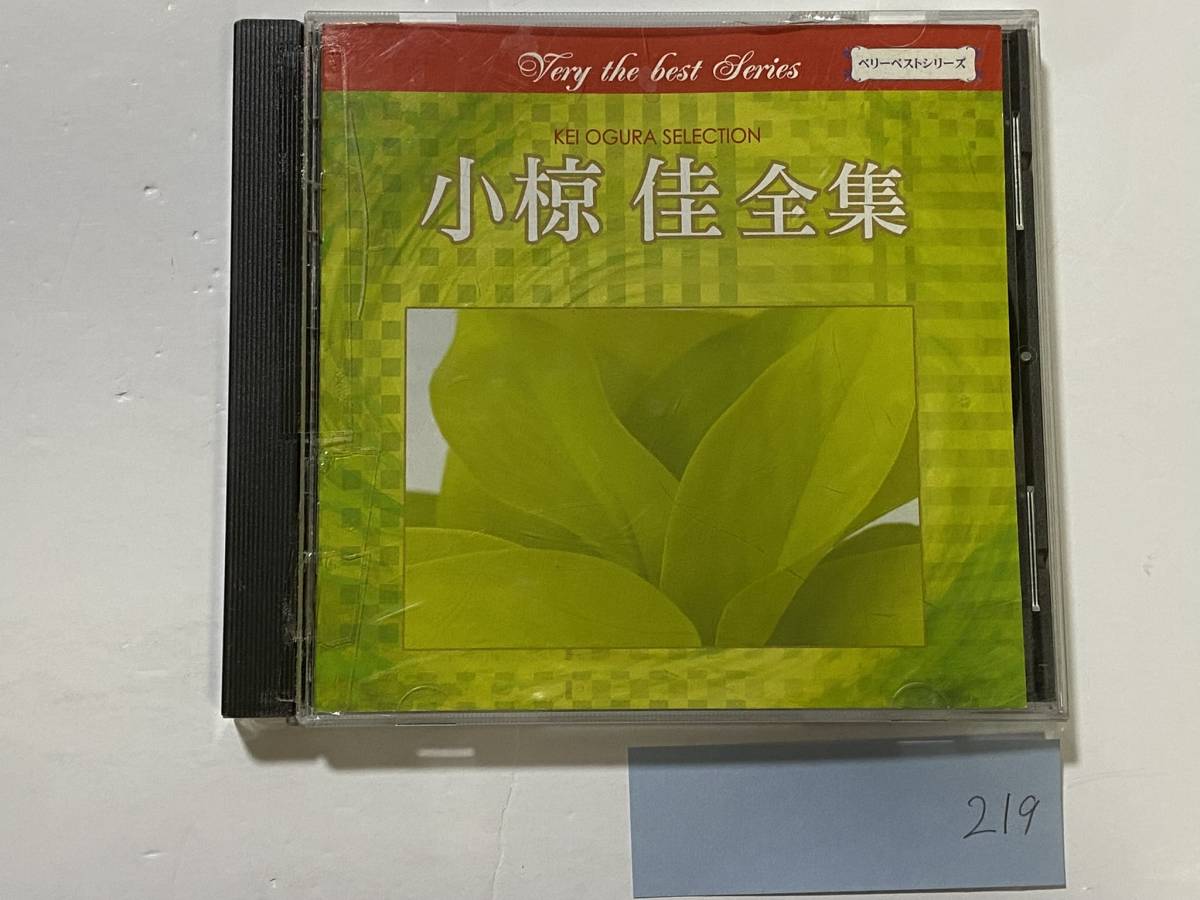 Very the best Series
ベリーベストシリーズ
KEI OGURA SELECTION
小椋 佳 全集
219